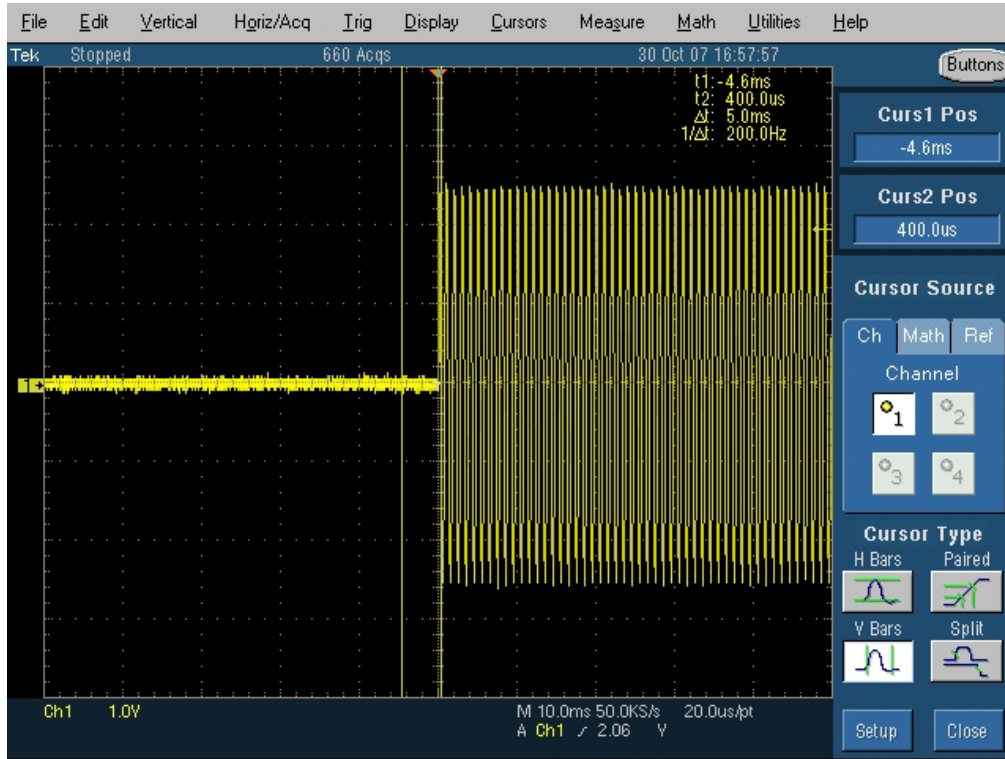 File Edit Vertical Horiz/Acq Trig Display Cursors Measure Math Utilities Help
Tek Stopped 660 Acqs 30 Oct 07 16:57:57
Buttons
t1: -4.6ms
t2: 400.0us
Δt: 5.0ms
1/Δt: 200.0Hz
Curs1 Pos
-4.6ms
Curs2 Pos
400.0us
Cursor Source
Ch Math Ref
Channel
1 2
3 4
1
Cursor Type
H Bars Paired
V Bars Split
Ch1 1.0V M 10.0ms 50.0KS/s 20.0us/pt
A Ch1 2.06 V
Setup Close